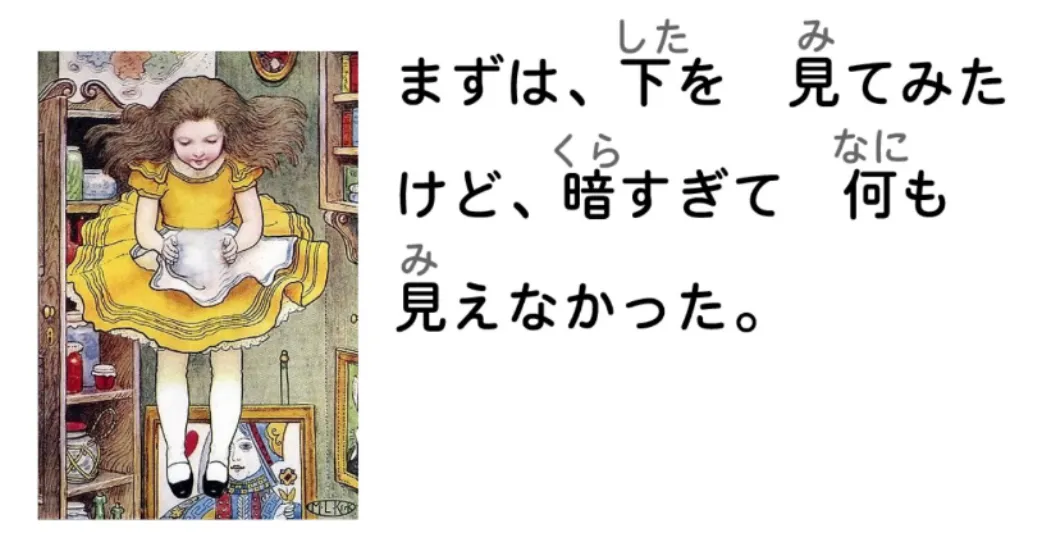 まずは、下を　見てみた
けど、暗すぎて　何も
見えなかった。
した
み
くら
なに
み